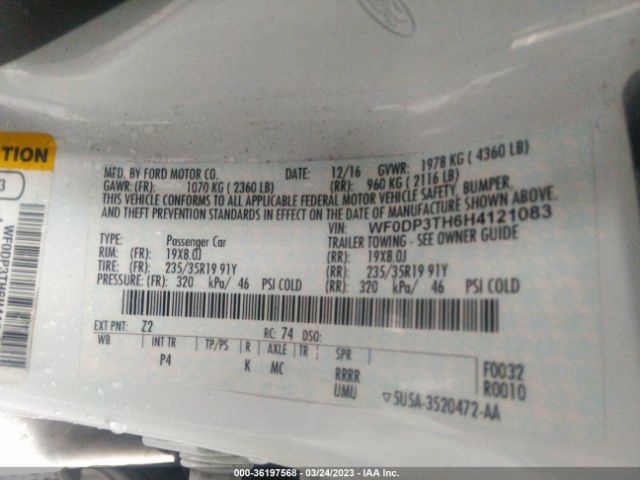 Ford
TION
3
WF0DP3TH6H4
MFD. BY FORD MOTOR CO. DATE: 12/16 GVWR: 1978 KG ( 4360 LB)
GAWR: (FR): 1070 KG ( 2360 LB) (RR): 960 KG ( 2116 LB)
THIS VEHICLE CONFORMS TO ALL APPLICABLE FEDERAL MOTOR VEHICLE SAFETY, BUMPER,
AND THEFT PREVENTION STANDARDS IN EFFECT ON THE DATE OF MANUFACTURE SHOWN ABOVE.
VIN: WF0DP3TH6H4121083
TYPE: Passenger Car TRAILER TOWING - SEE OWNER GUIDE
RIM: (FR): 19X8.0J (RR): 19X8.0J
TIRE: (FR): 235/35R19 91Y (RR): 235/35R19 91Y
PRESSURE: (FR): 320 kPa/ 46 PSI COLD (RR): 320 kPa/ 46 PSI COLD
EXT PNT: Z2 RC: 74 DSO:
WB INT TR TP/PS R AXLE TR SPR
P4 K MC RRRR F0032
UMU R0010
▽5U5A-3520472-AA
000-36197568 - 03/24/2023 - IAA Inc.